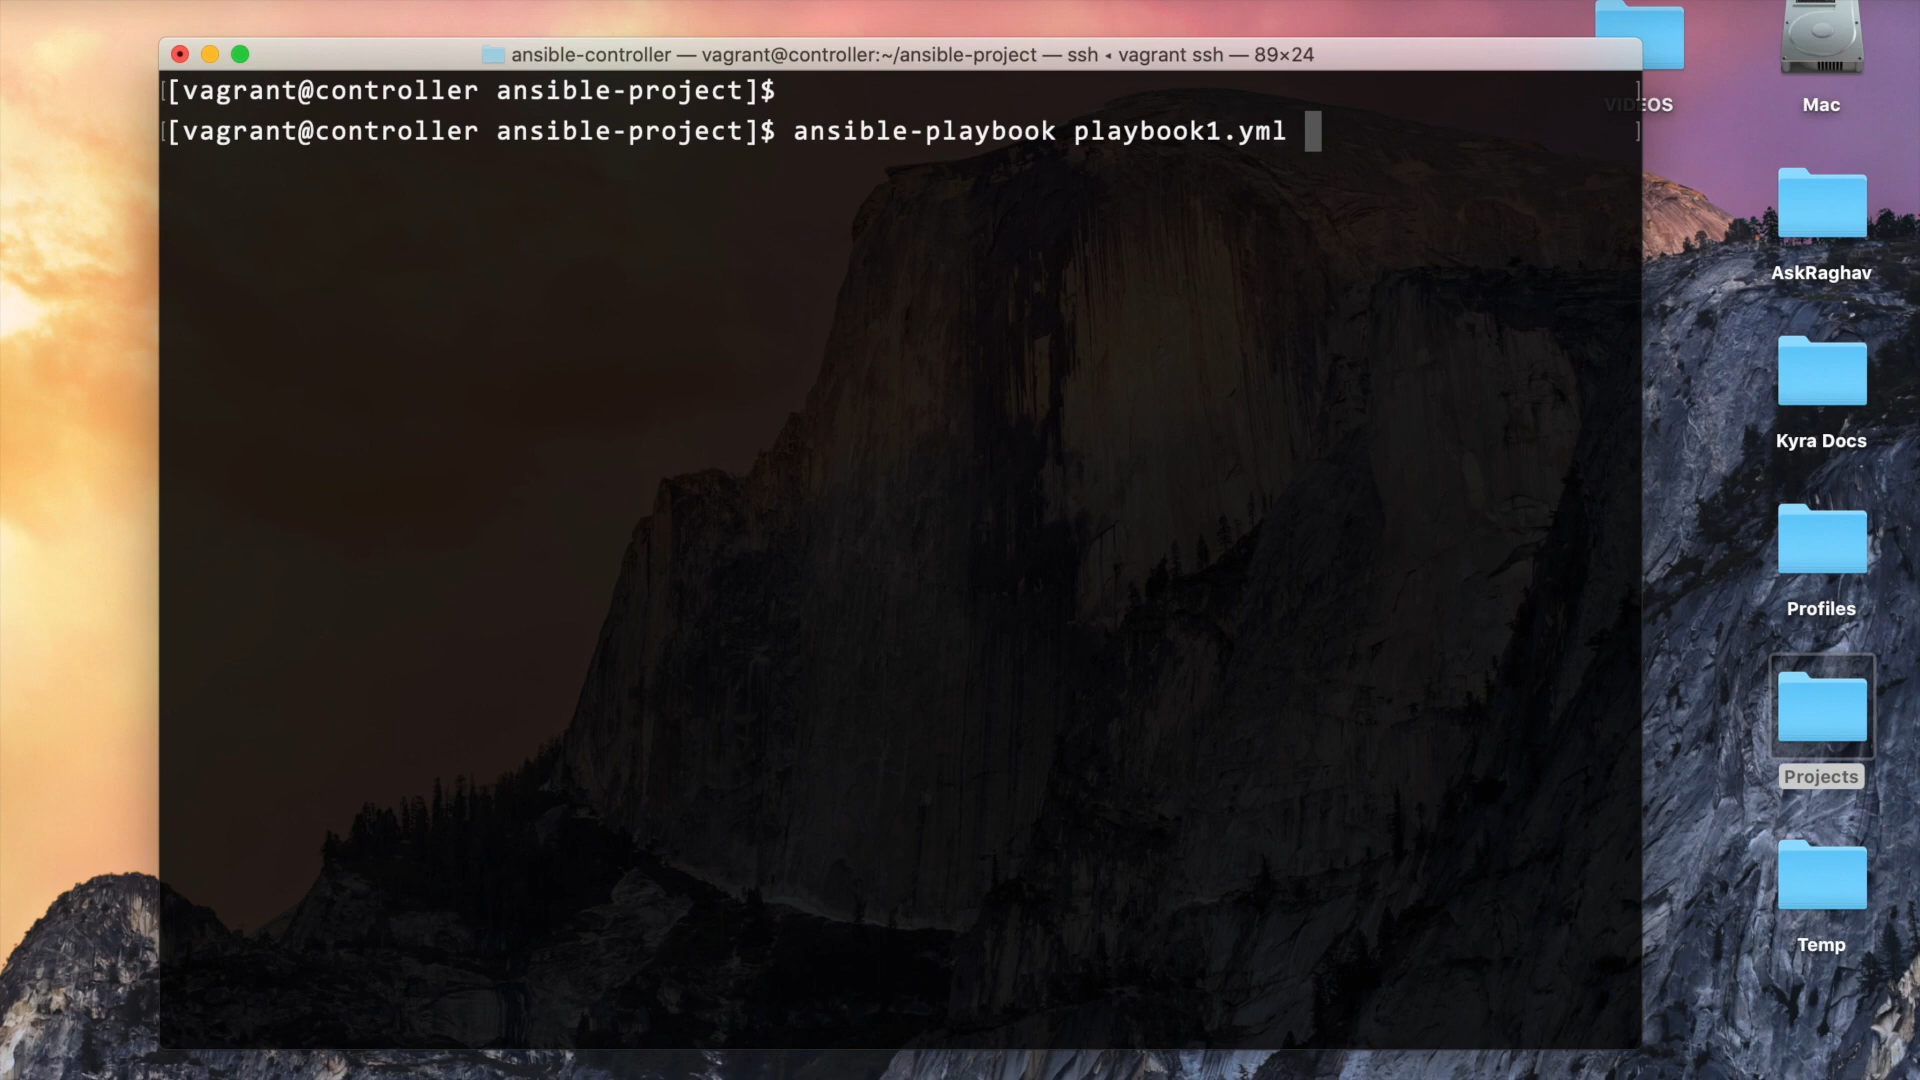 ansible-controller — vagrant@controller:~/ansible-project — ssh ◂ vagrant ssh — 89×24
[[vagrant@controller ansible-project]$ ]
[[vagrant@controller ansible-project]$ ansible-playbook playbook1.yml ]
VIDEOS
Mac
AskRaghav
Kyra Docs
Profiles
Projects
Temp